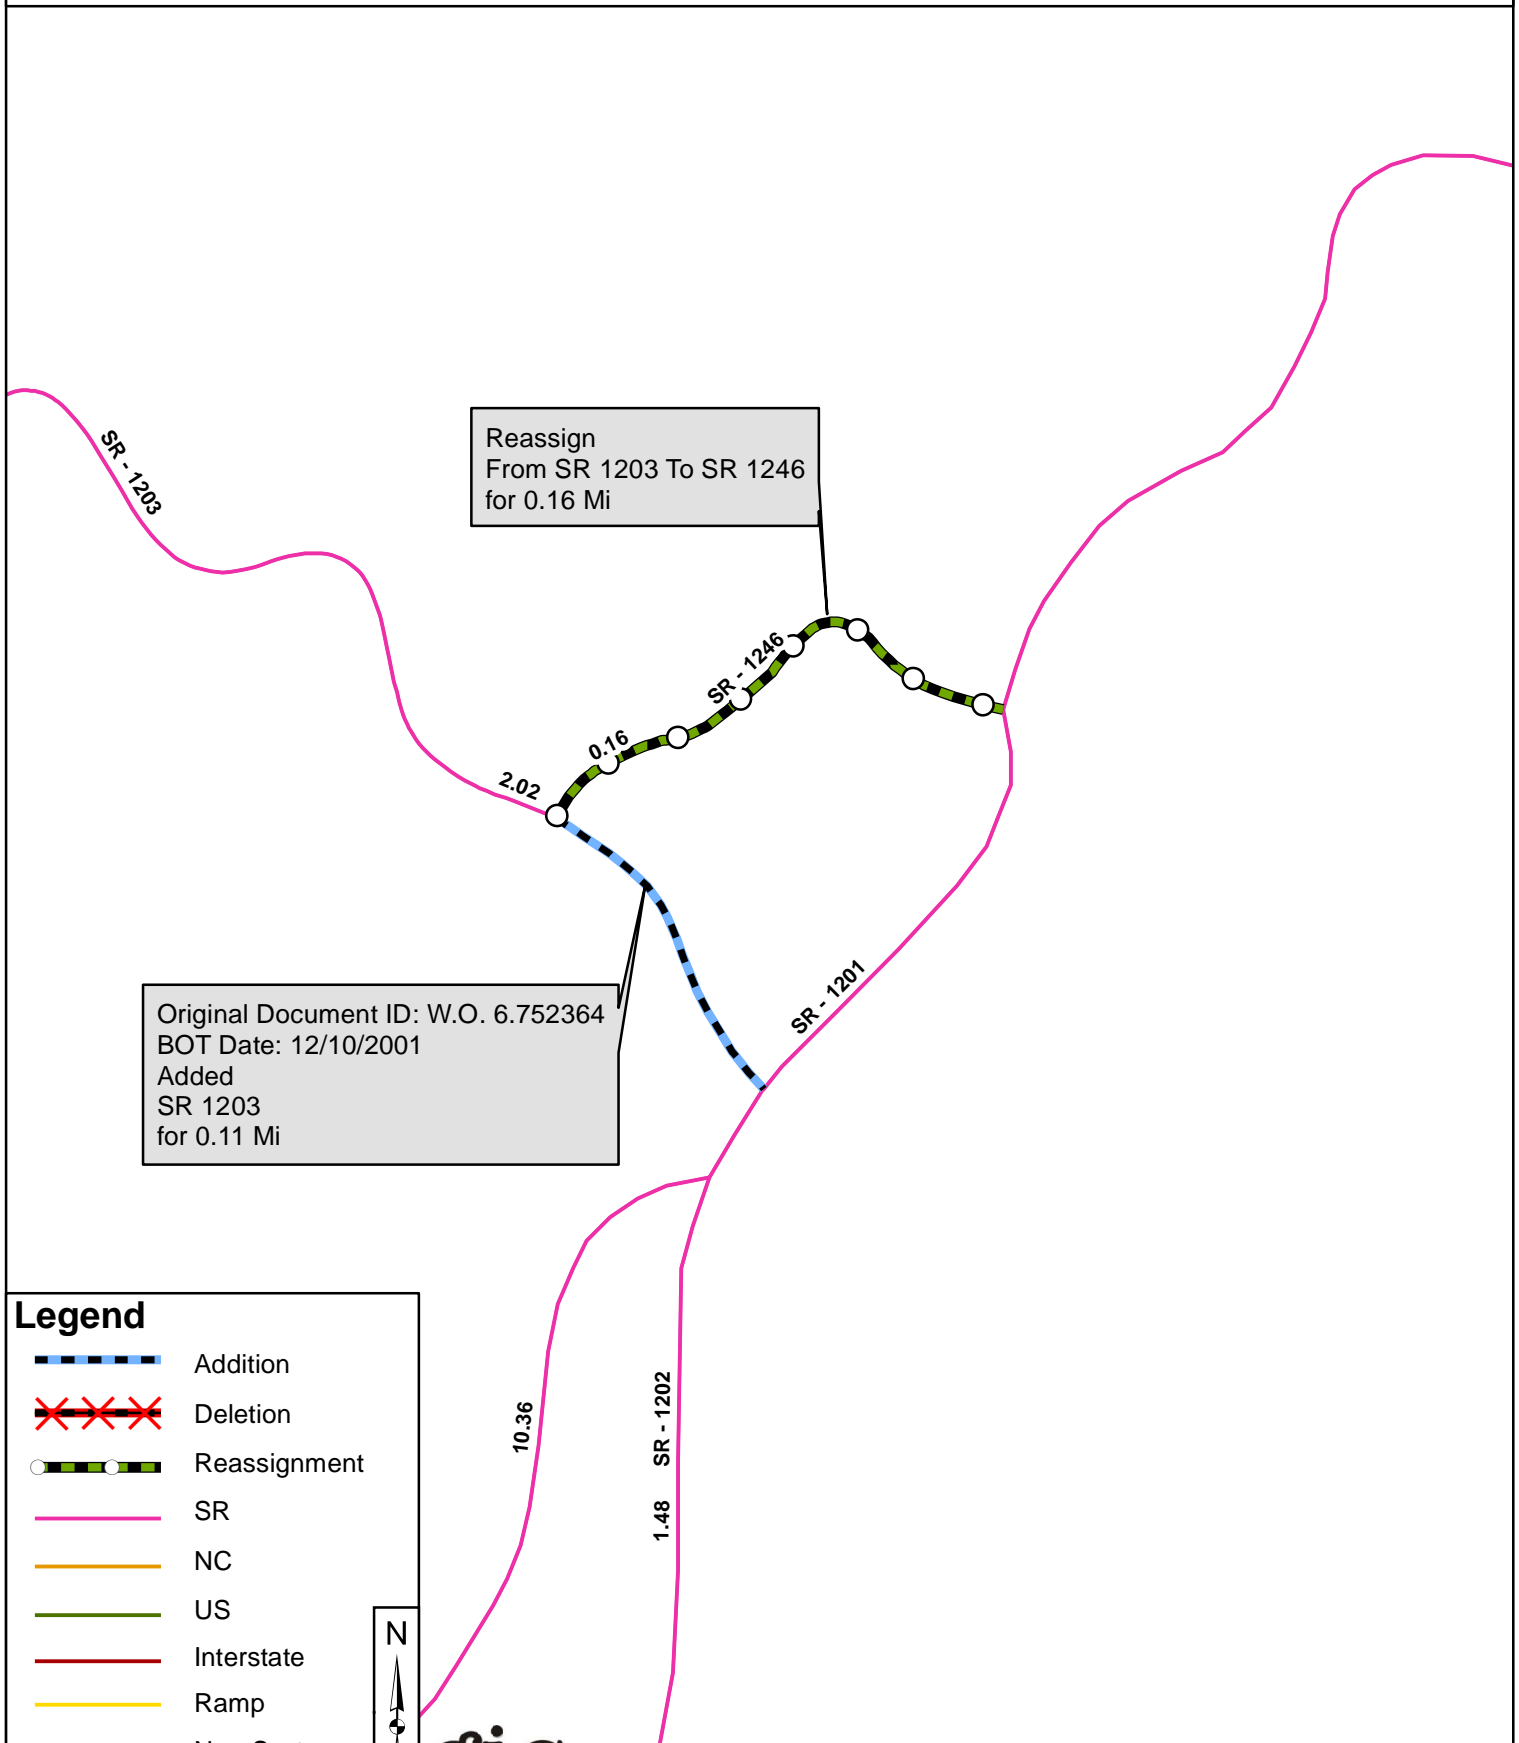 SR - 1203
Reassign
From SR 1203 To SR 1246
for 0.16 Mi
SR - 1246
0.16
2.02
SR - 1201
Original Document ID: W.O. 6.752364
BOT Date: 12/10/2001
Added
SR 1203
for 0.11 Mi
10.36
SR - 1202
1.48
Legend
Addition
Deletion
Reassignment
SR
NC
US
Interstate
Ramp
N